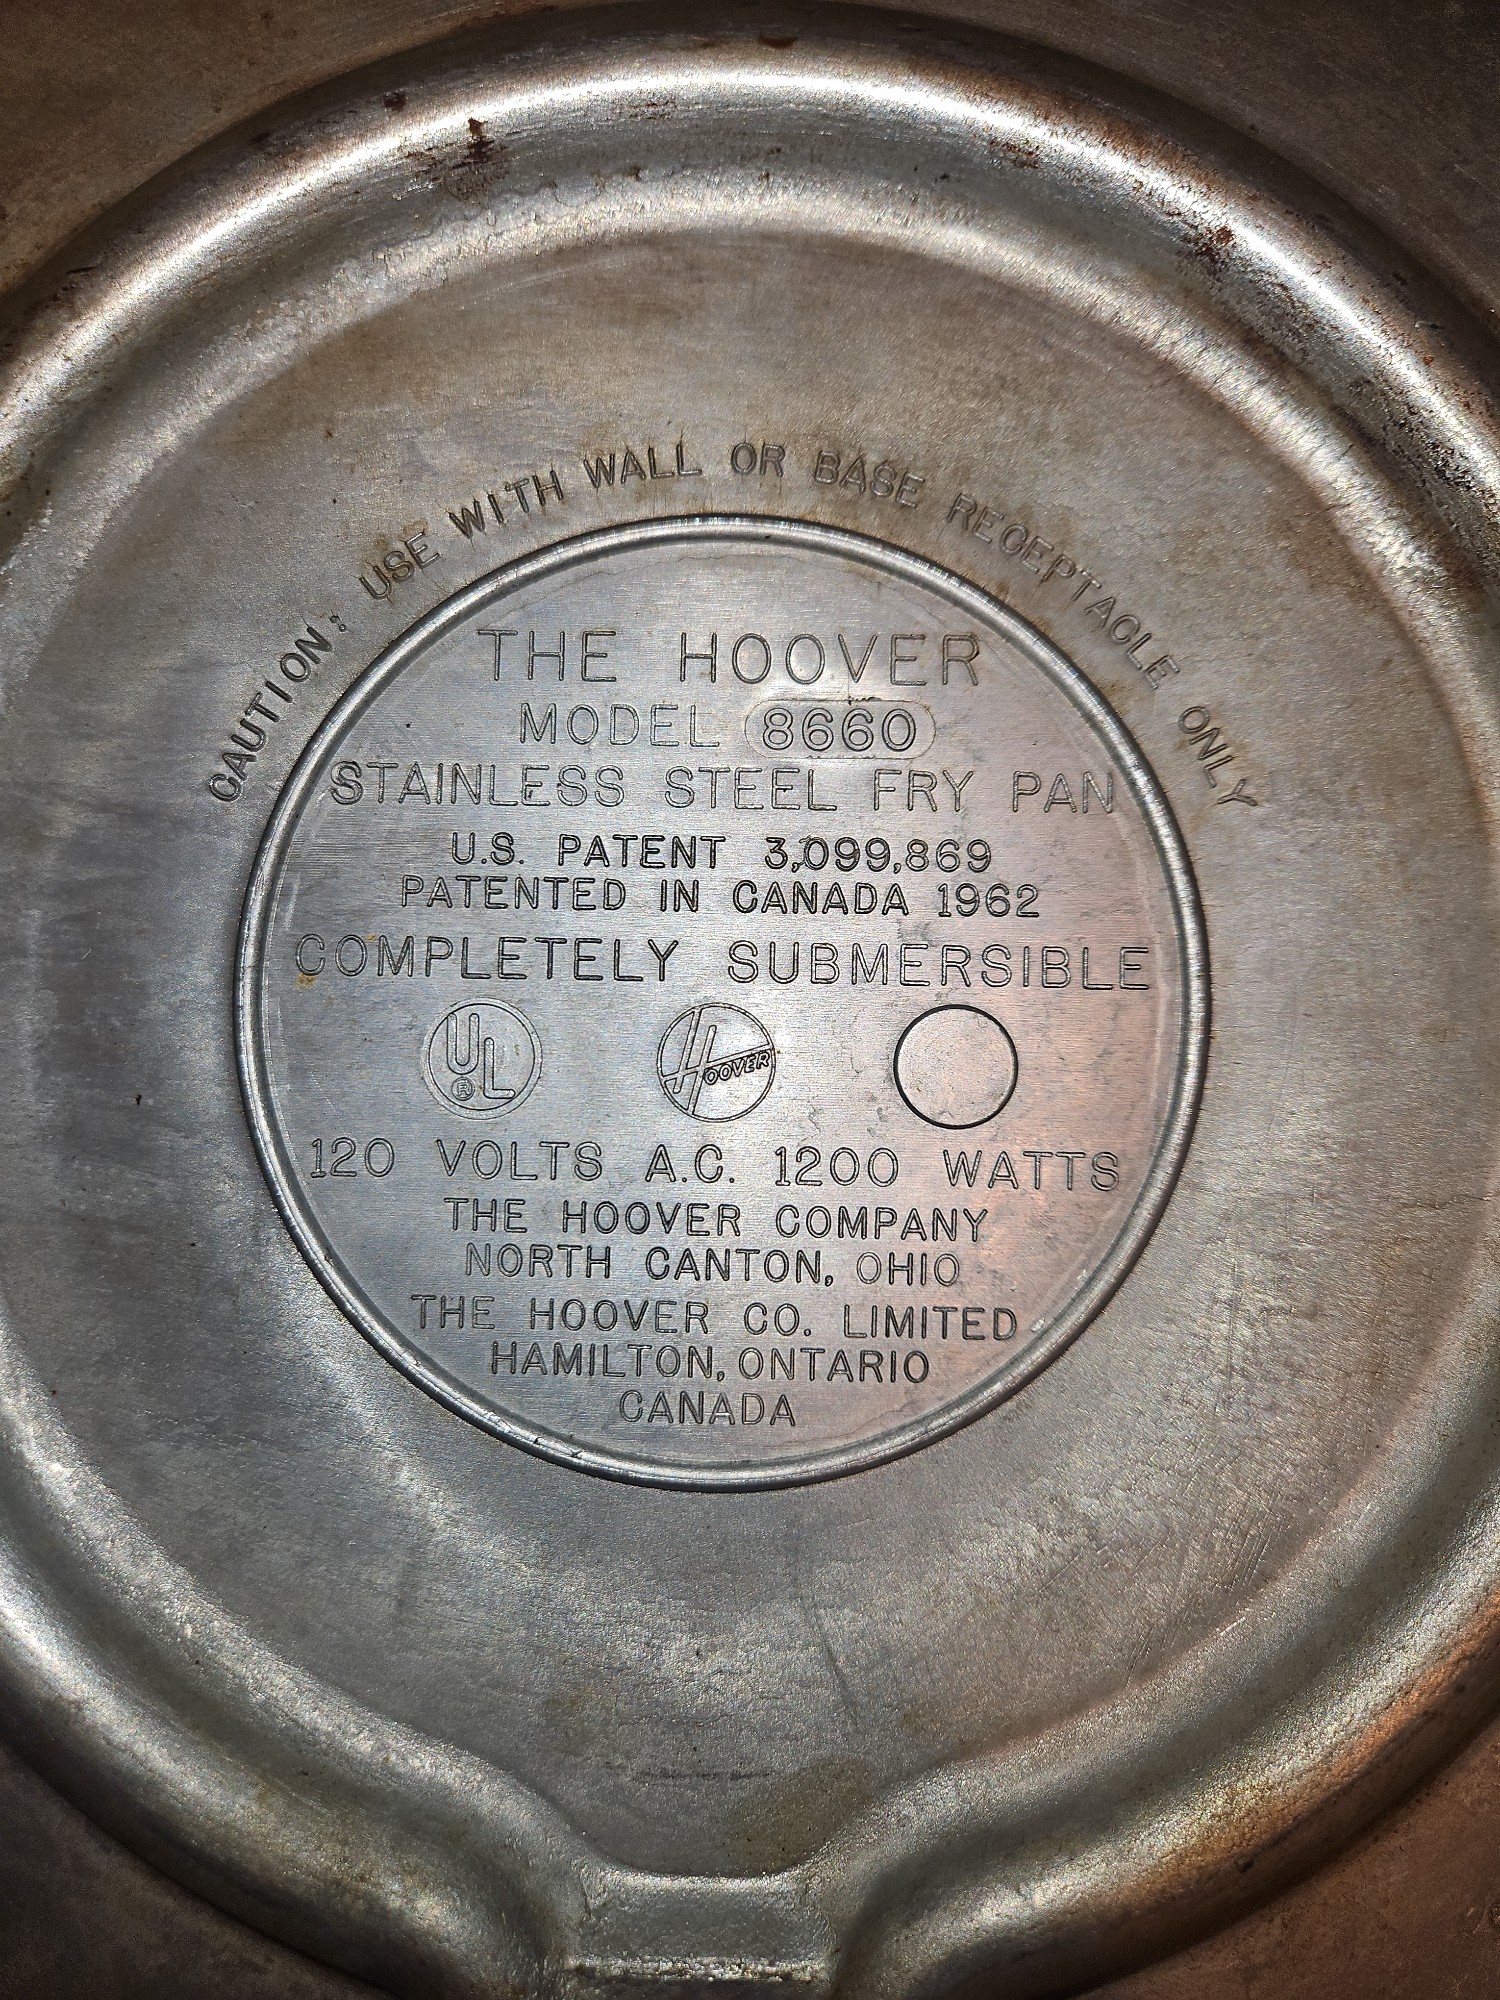 CAUTION: USE WITH WALL OR BASE RECEPTACLE ONLY
THE HOOVER
MODEL 8660
STAINLESS STEEL FRY PAN
U.S. PATENT 3,099,869
PATENTED IN CANADA 1962
COMPLETELY SUBMERSIBLE
UL ® HOOVER
120 VOLTS A.C. 1200 WATTS
THE HOOVER COMPANY
NORTH CANTON, OHIO
THE HOOVER CO. LIMITED
HAMILTON, ONTARIO
CANADA